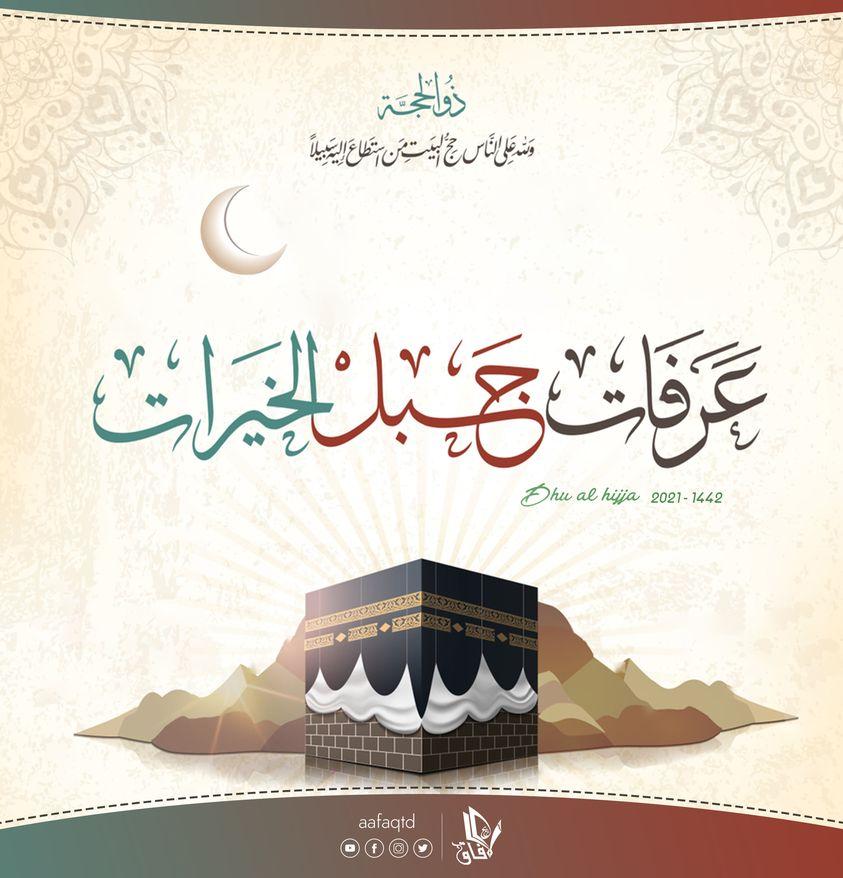 ذو الحجة
ولله على الناس حج البيت من استطاع إليه سبيلاً
عرفات جبل الخيرات
Dhu al hijja 2021-1442
aafaqtd
آفاق